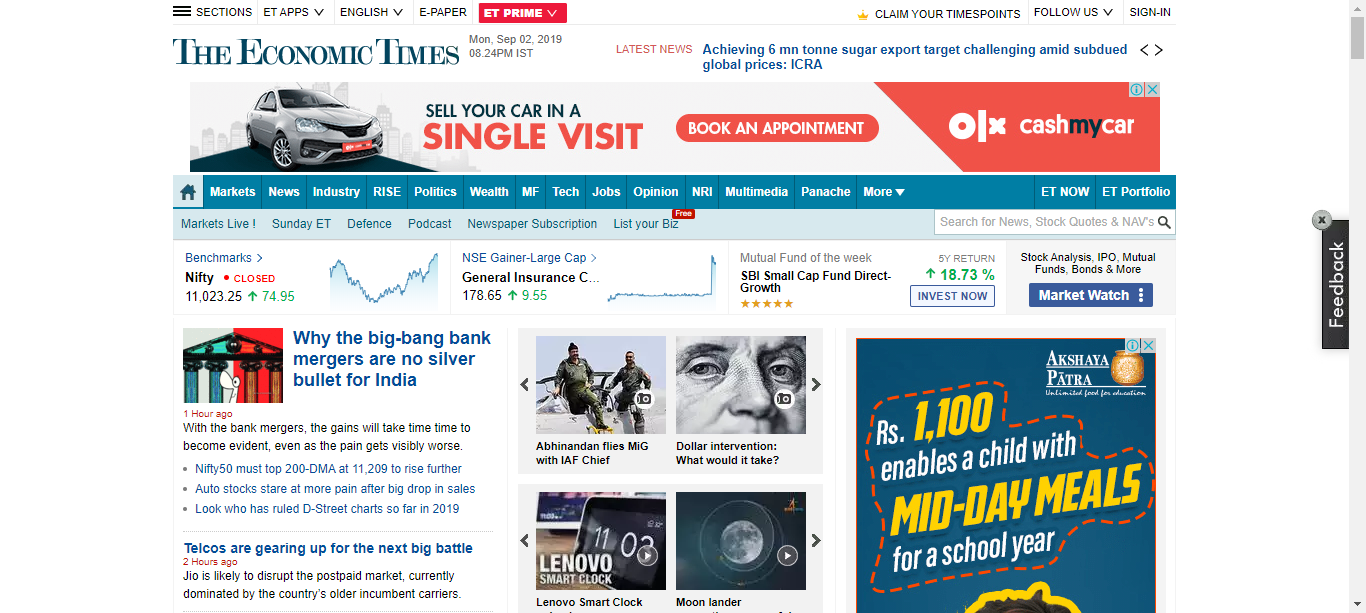 SECTIONS
ET APPS
ENGLISH
E-PAPER
ET PRIME
CLAIM YOUR TIMESPOINTS
FOLLOW US
SIGN-IN
THE ECONOMIC TIMES
Mon, Sep 02, 2019
08.24PM IST
LATEST NEWS
Achieving 6 mn tonne sugar export target challenging amid subdued
global prices: ICRA
SELL YOUR CAR IN A
SINGLE VISIT
BOOK AN APPOINTMENT
olx cashmycar
Markets
News
Industry
RISE
Politics
Wealth
MF
Tech
Jobs
Opinion
NRI
Multimedia
Panache
More
ET NOW
ET Portfolio
Markets Live !
Sunday ET
Defence
Podcast
Newspaper Subscription
List your Biz
Free
Search for News, Stock Quotes & NAV's
Feedback
Benchmarks
Nifty
CLOSED
11,023.25 74.95
NSE Gainer-Large Cap
General Insurance C...
178.65 9.55
Mutual Fund of the week
SBI Small Cap Fund Direct-
Growth
5Y RETURN
18.73 %
INVEST NOW
Stock Analysis, IPO, Mutual
Funds, Bonds & More
Market Watch
Why the big-bang bank
mergers are no silver
bullet for India
1 Hour ago
With the bank mergers, the gains will take time time to
become evident, even as the pain gets visibly worse.
Nifty50 must top 200-DMA at 11,209 to rise further
Auto stocks stare at more pain after big drop in sales
Look who has ruled D-Street charts so far in 2019
Telcos are gearing up for the next big battle
2 Hours ago
Jio is likely to disrupt the postpaid market, currently
dominated by the country's older incumbent carriers.
Abhinandan flies MiG
with IAF Chief
Dollar intervention:
What would it take?
11 03
LENOVO
SMART CLOCK
Lenovo Smart Clock
Moon lander
AKSHAYA
PATRA
Unlimited food for education
Rs. 1,100
enables a child with
MID-DAY MEALS
for a school year